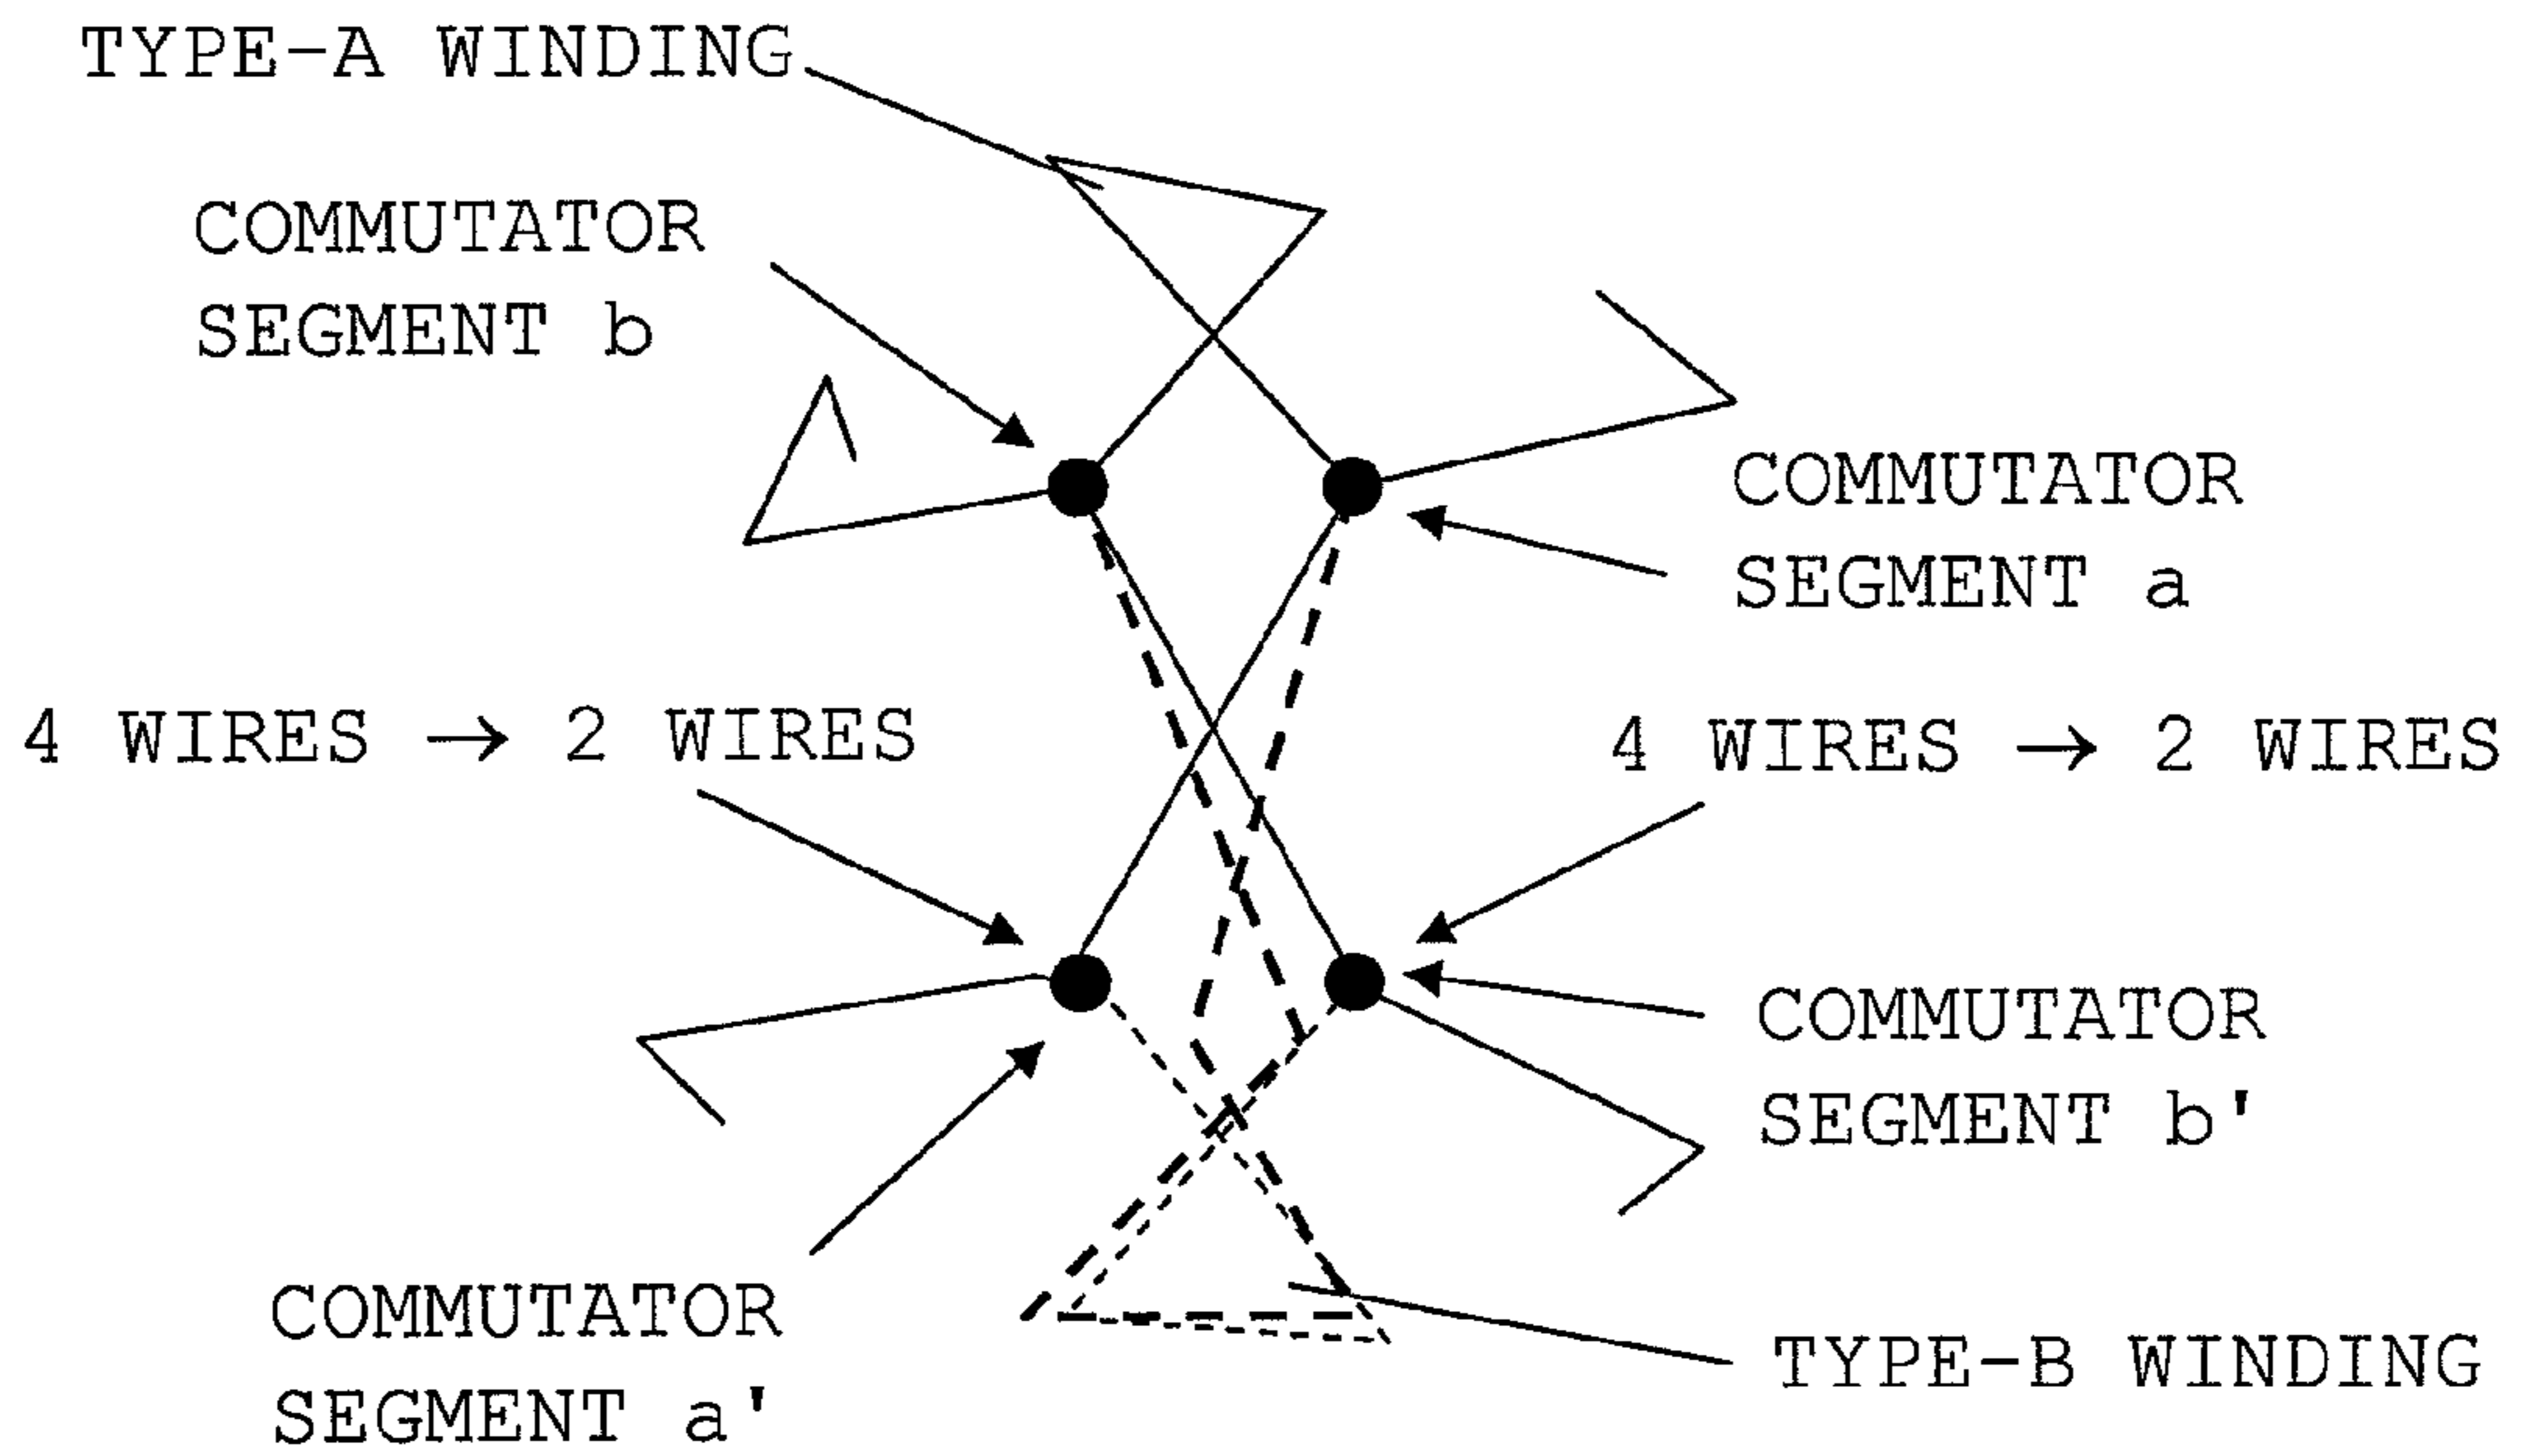 TYPE-A WINDING
COMMUTATOR
SEGMENT b
COMMUTATOR
SEGMENT a
4 WIRES → 2 WIRES
4 WIRES → 2 WIRES
COMMUTATOR
SEGMENT b'
COMMUTATOR
SEGMENT a'
TYPE-B WINDING